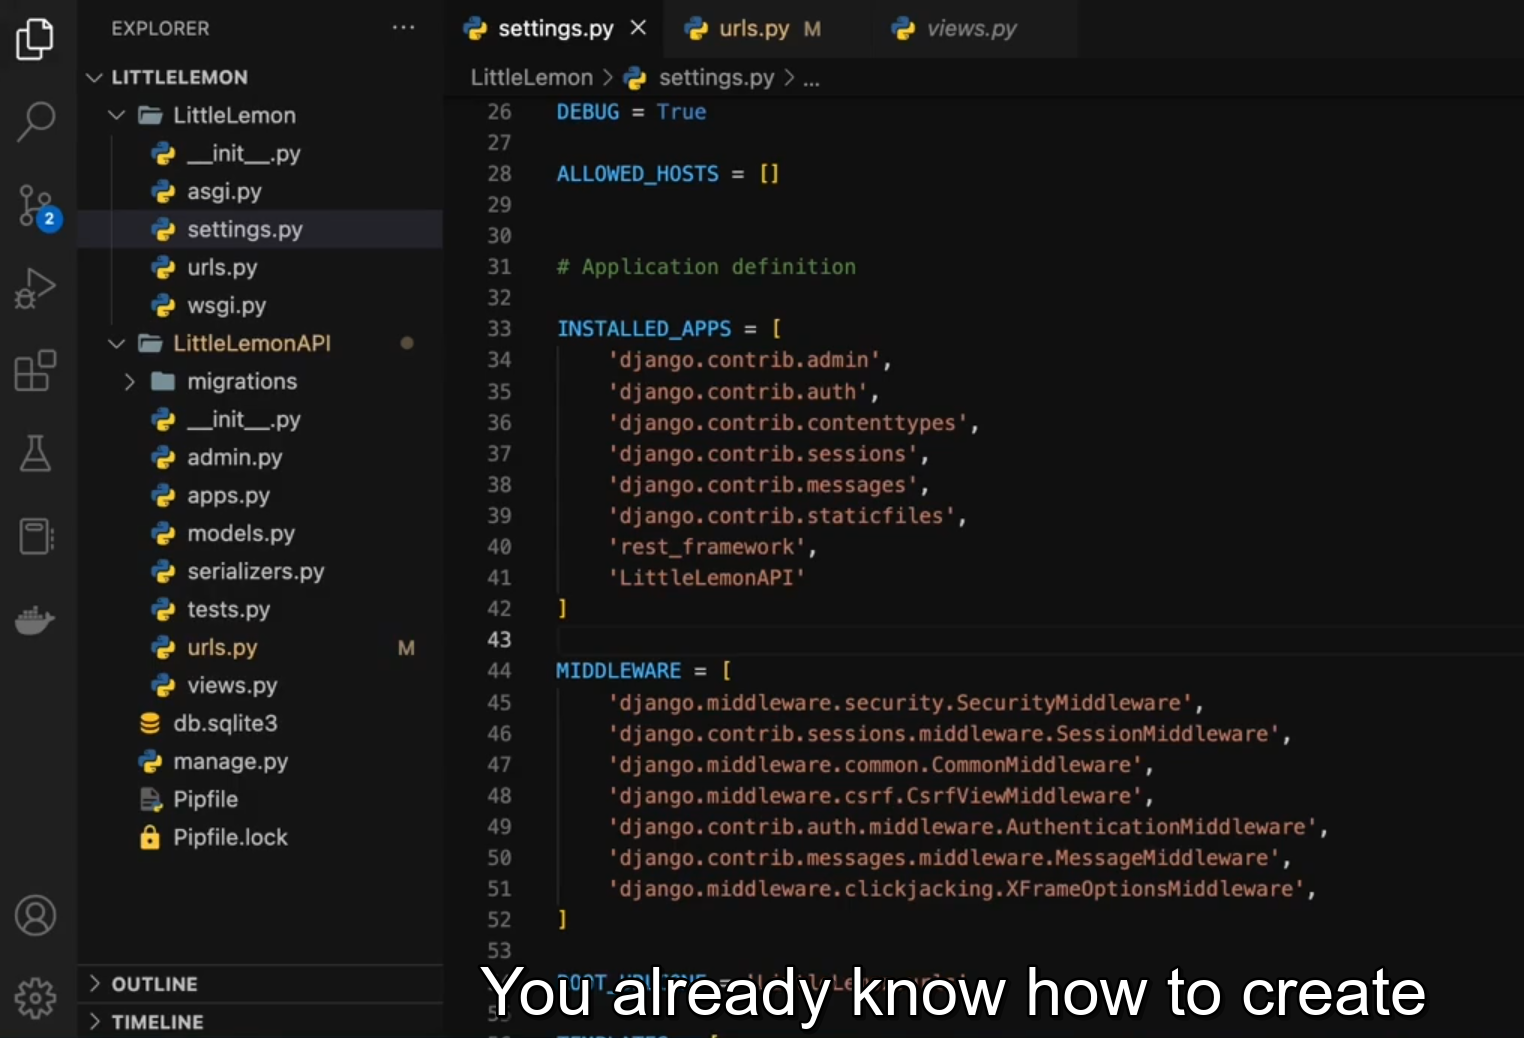 EXPLORER
LITTLELEMON
LittleLemon
__init__.py
asgi.py
2
settings.py
urls.py
wsgi.py
LittleLemonAPI
migrations
__init__.py
admin.py
apps.py
models.py
serializers.py
tests.py
urls.py M
views.py
db.sqlite3
manage.py
Pipfile
Pipfile.lock
OUTLINE
TIMELINE
settings.py urls.py M views.py
LittleLemon > settings.py > ...
26 DEBUG = True
27
28 ALLOWED_HOSTS = []
29
30
31 # Application definition
32
33 INSTALLED_APPS = [
34 'django.contrib.admin',
35 'django.contrib.auth',
36 'django.contrib.contenttypes',
37 'django.contrib.sessions',
38 'django.contrib.messages',
39 'django.contrib.staticfiles',
40 'rest_framework',
41 'LittleLemonAPI'
42 ]
43
44 MIDDLEWARE = [
45 'django.middleware.security.SecurityMiddleware',
46 'django.contrib.sessions.middleware.SessionMiddleware',
47 'django.middleware.common.CommonMiddleware',
48 'django.middleware.csrf.CsrfViewMiddleware',
49 'django.contrib.auth.middleware.AuthenticationMiddleware',
50 'django.contrib.messages.middleware.MessageMiddleware',
51 'django.middleware.clickjacking.XFrameOptionsMiddleware',
52 ]
53
You already know how to create